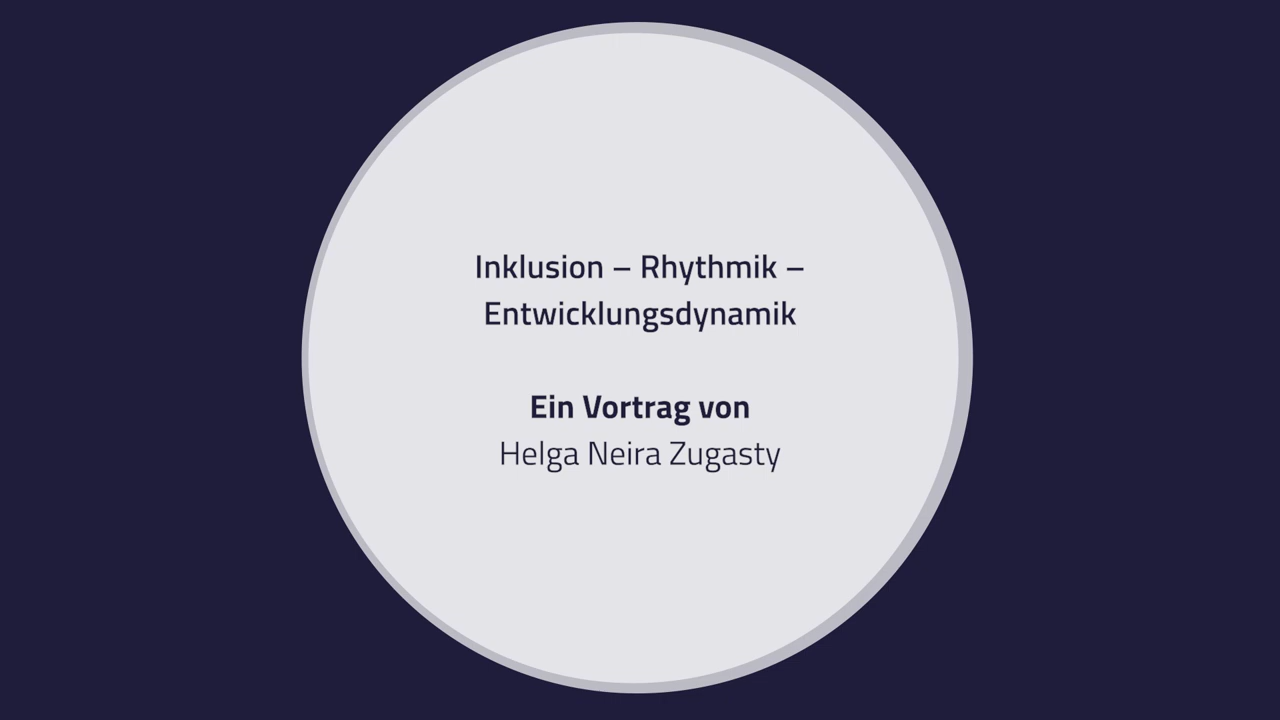 Inklusion – Rhythmik –
Entwicklungsdynamik
Ein Vortrag von
Helga Neira Zugasty